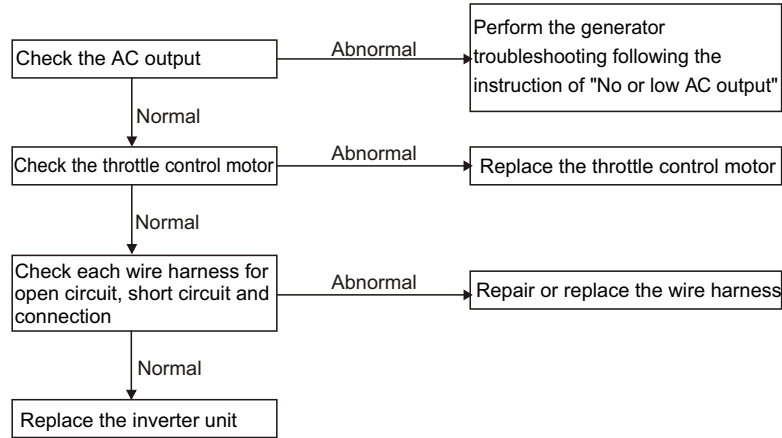 Check the AC output
Abnormal
Perform the generator
troubleshooting following the
instruction of "No or low AC output"
Normal
Check the throttle control motor
Abnormal
Replace the throttle control motor
Normal
Check each wire harness for
open circuit, short circuit and
connection
Abnormal
Repair or replace the wire harness
Normal
Replace the inverter unit